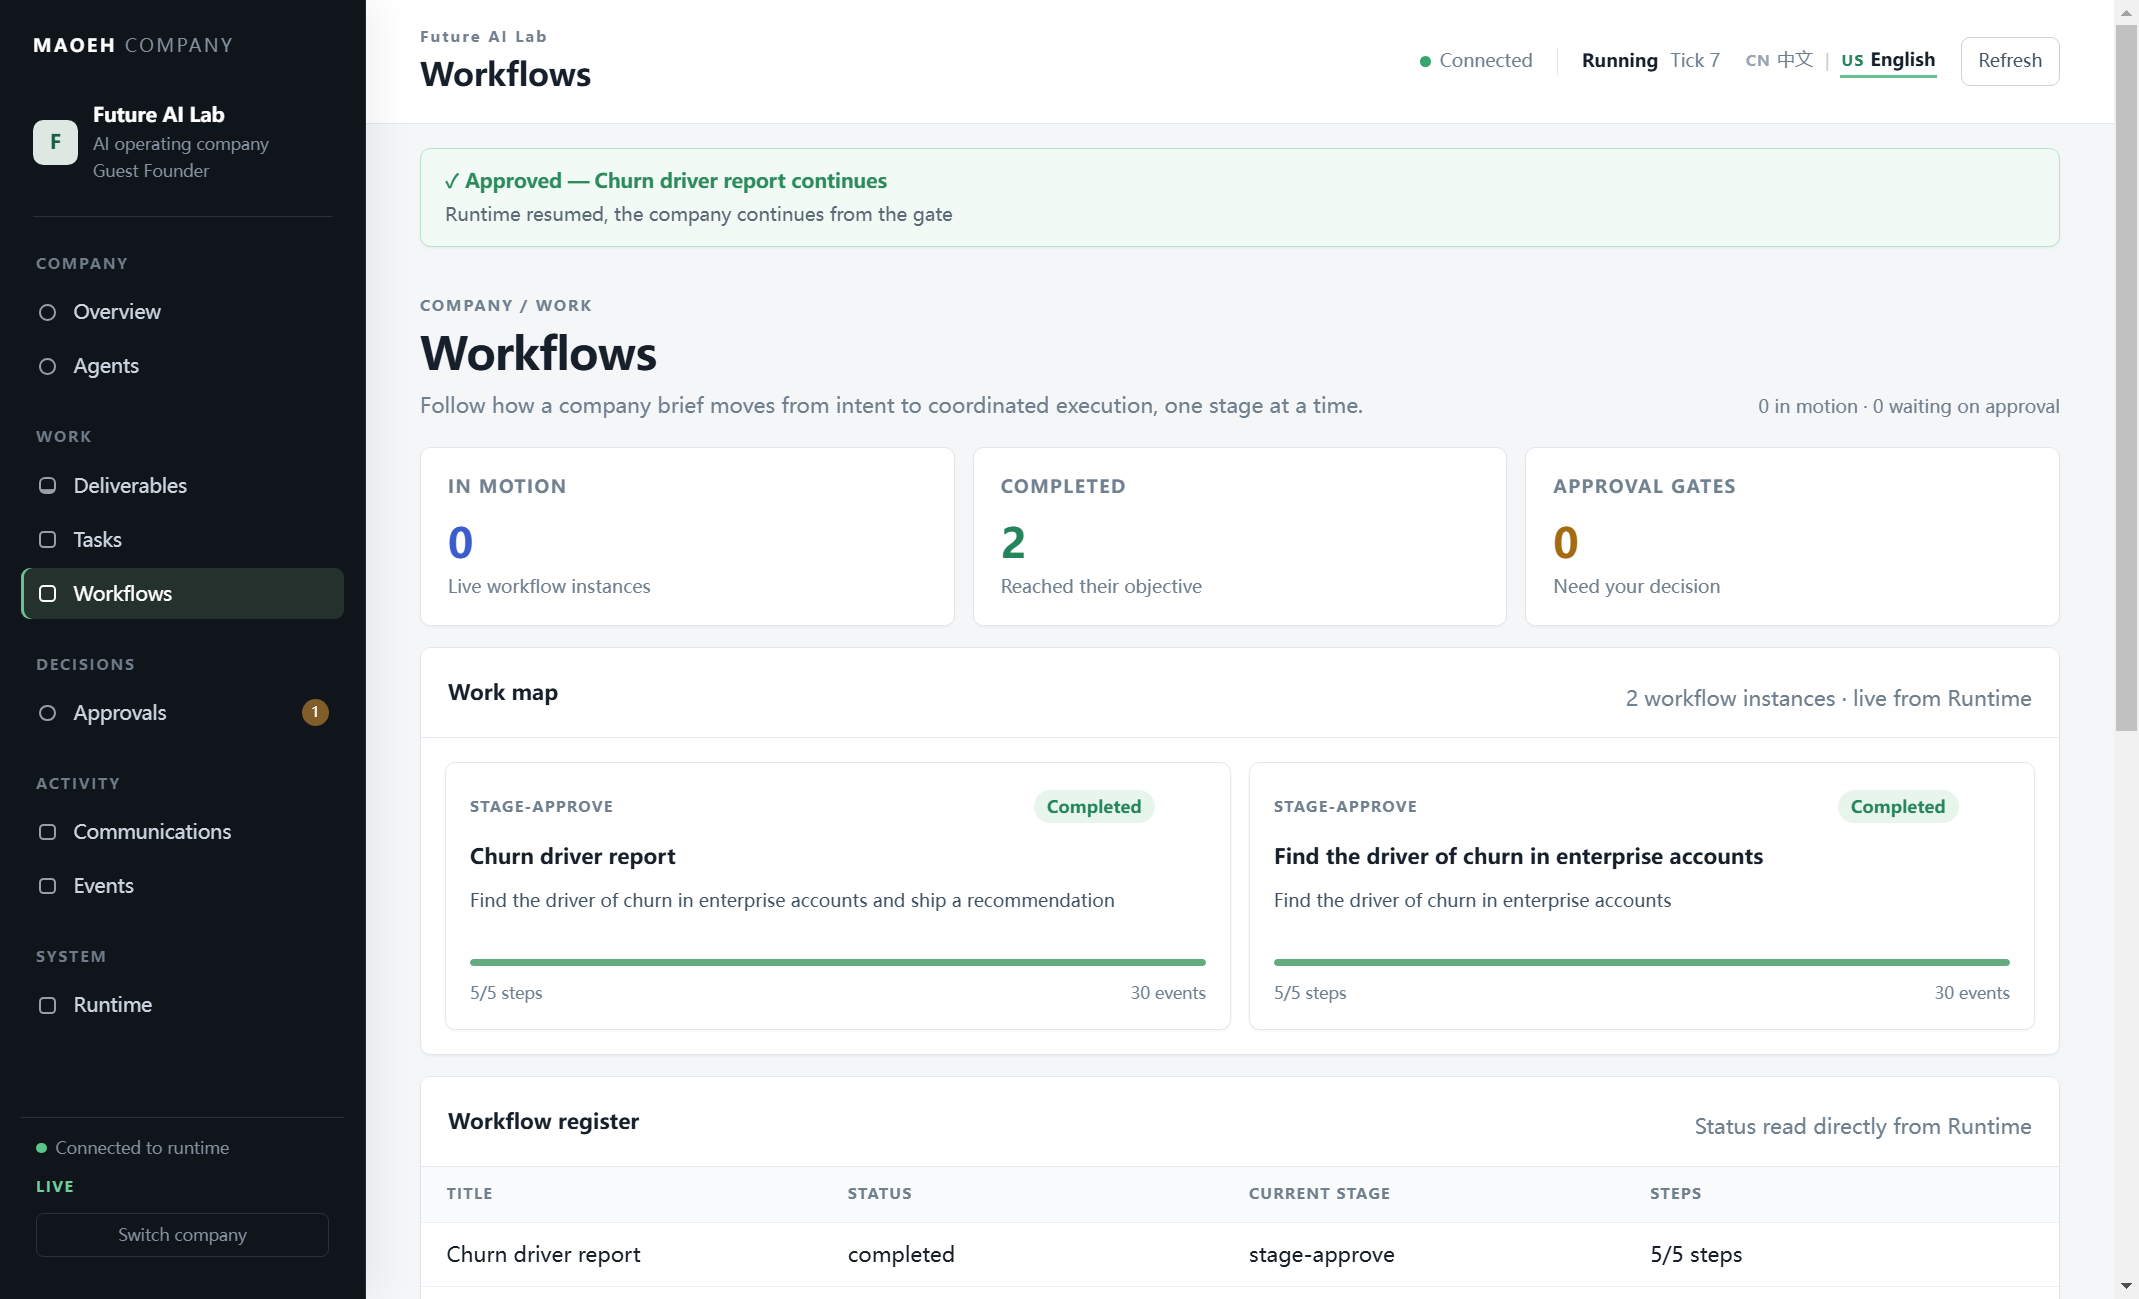 MAOEH COMPANY
F
Future AI Lab
AI operating company
Guest Founder
COMPANY
Overview
Agents
WORK
Deliverables
Tasks
Workflows
DECISIONS
Approvals
1
ACTIVITY
Communications
Events
SYSTEM
Runtime
Connected to runtime
LIVE
Switch company
Future AI Lab
Workflows
Connected
Running Tick 7
CN 中文 | US English
Refresh
✓ Approved — Churn driver report continues
Runtime resumed, the company continues from the gate
COMPANY / WORK
Workflows
Follow how a company brief moves from intent to coordinated execution, one stage at a time.
0 in motion · 0 waiting on approval
IN MOTION
0
Live workflow instances
COMPLETED
2
Reached their objective
APPROVAL GATES
0
Need your decision
Work map
2 workflow instances · live from Runtime
STAGE-APPROVE
Completed
Churn driver report
Find the driver of churn in enterprise accounts and ship a recommendation
5/5 steps
30 events
STAGE-APPROVE
Completed
Find the driver of churn in enterprise accounts
Find the driver of churn in enterprise accounts
5/5 steps
30 events
Workflow register
Status read directly from Runtime
TITLE STATUS CURRENT STAGE STEPS
Churn driver report completed stage-approve 5/5 steps